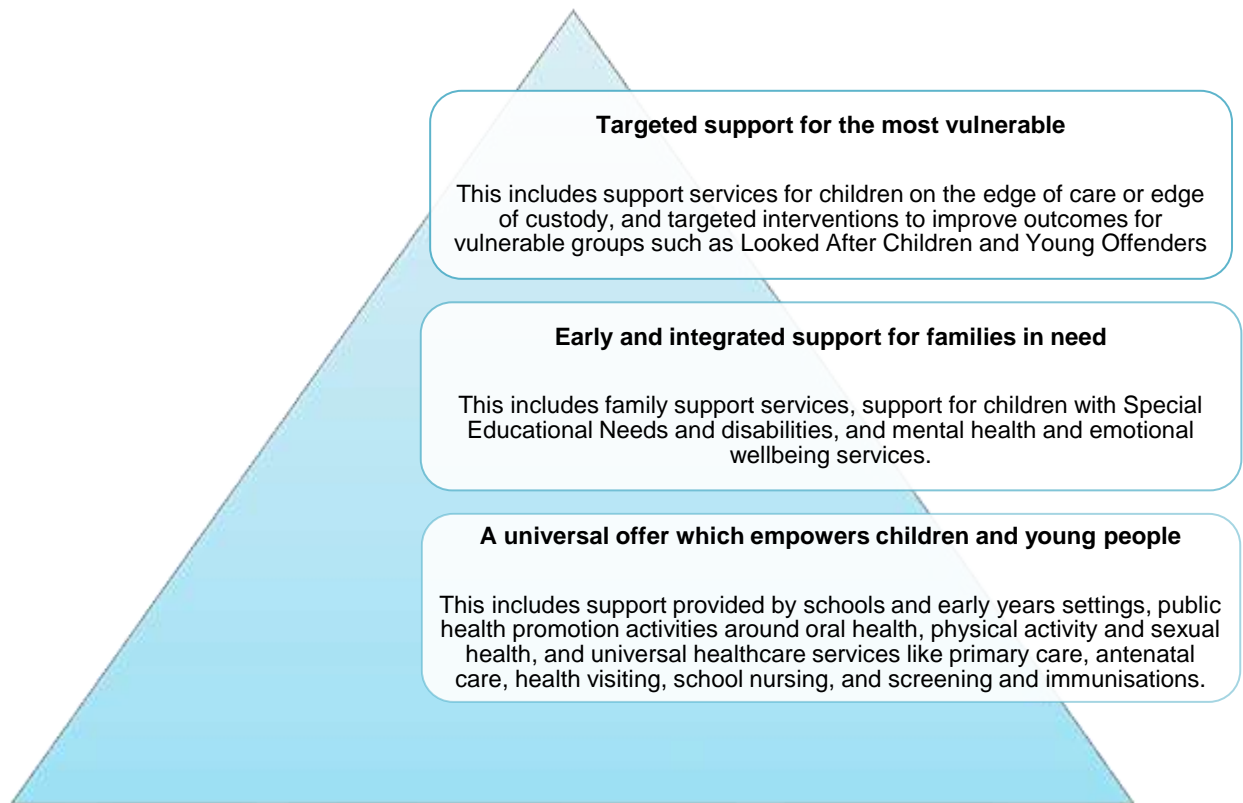 Targeted support for the most vulnerable
This includes support services for children on the edge of care or edge
of custody, and targeted interventions to improve outcomes for
vulnerable groups such as Looked After Children and Young Offenders
Early and integrated support for families in need
This includes family support services, support for children with Special
Educational Needs and disabilities, and mental health and emotional
wellbeing services.
A universal offer which empowers children and young people
This includes support provided by schools and early years settings, public
health promotion activities around oral health, physical activity and sexual
health, and universal healthcare services like primary care, antenatal
care, health visiting, school nursing, and screening and immunisations.